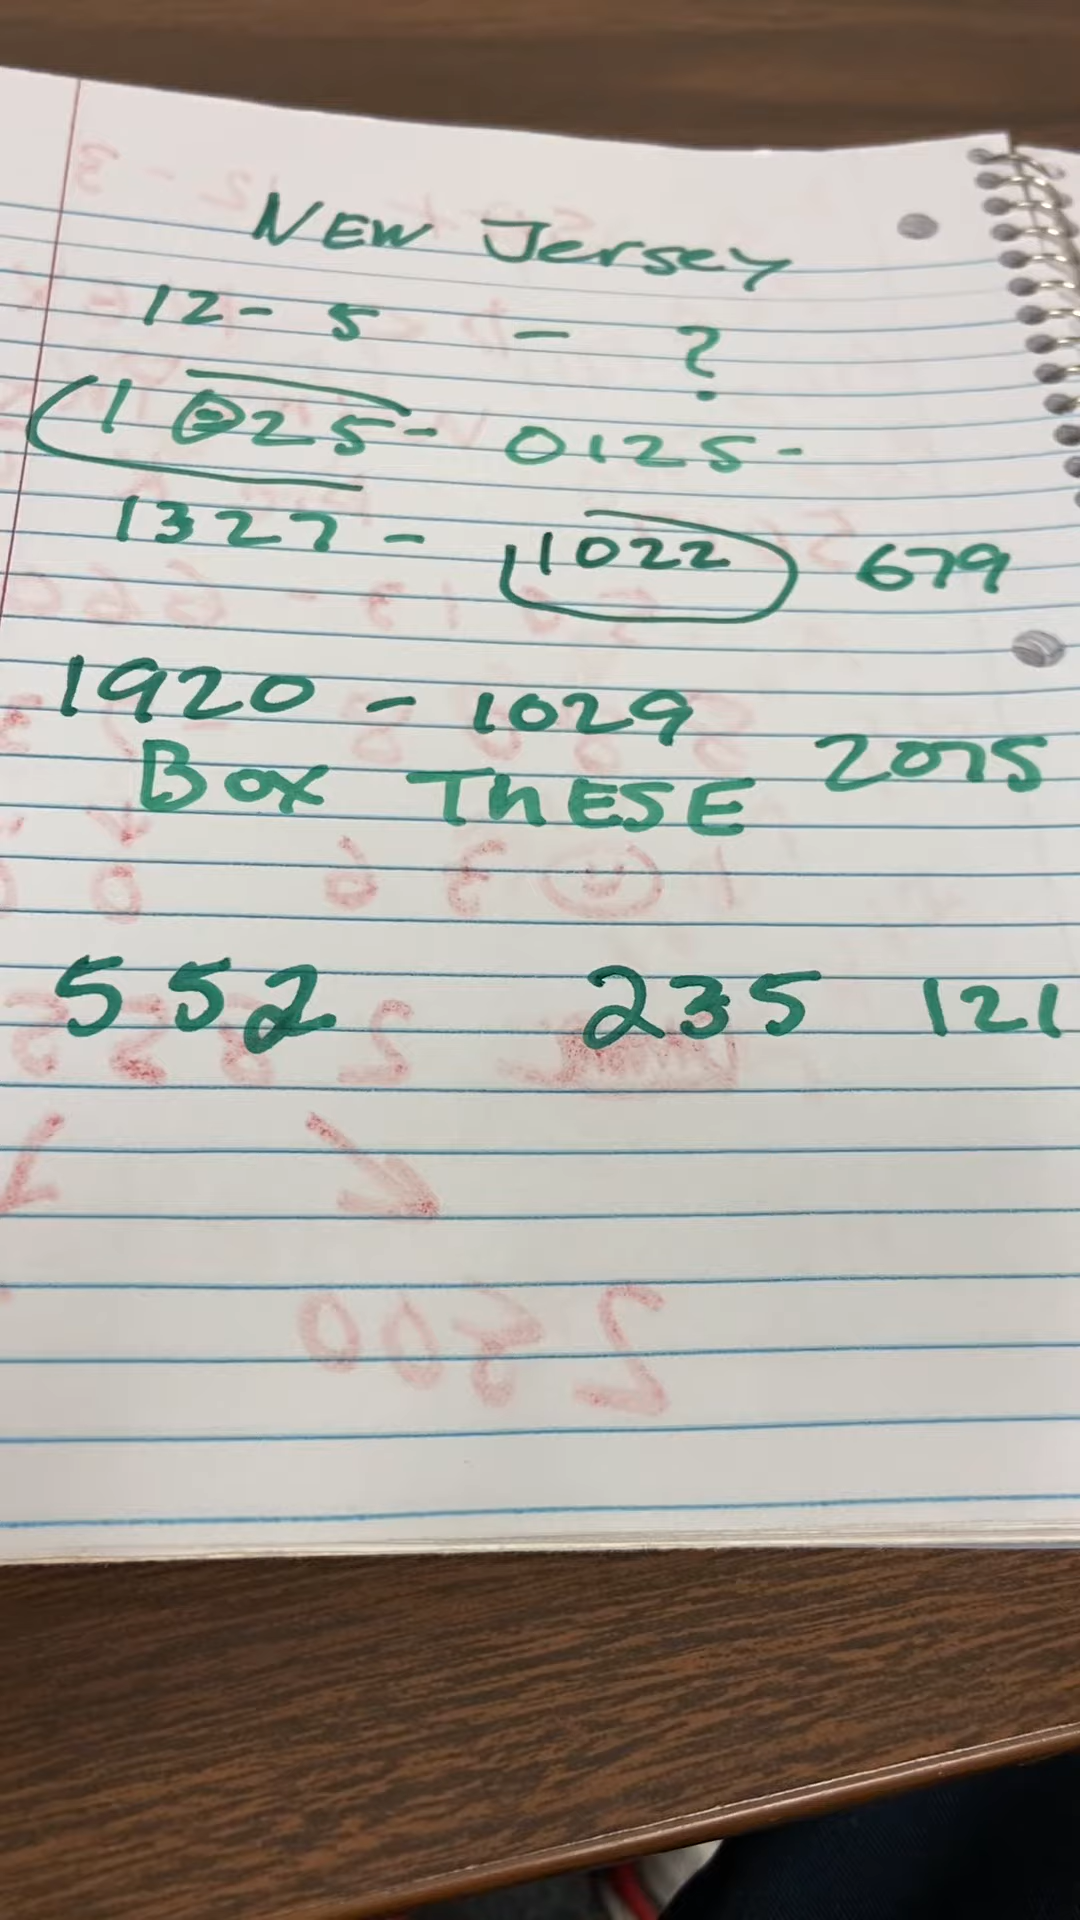 NEW Jersey
12- 5 - ?
1025- 0125-
1327 - 1022 679
1920 - 1029
2075
BOX THESE
552 235 121